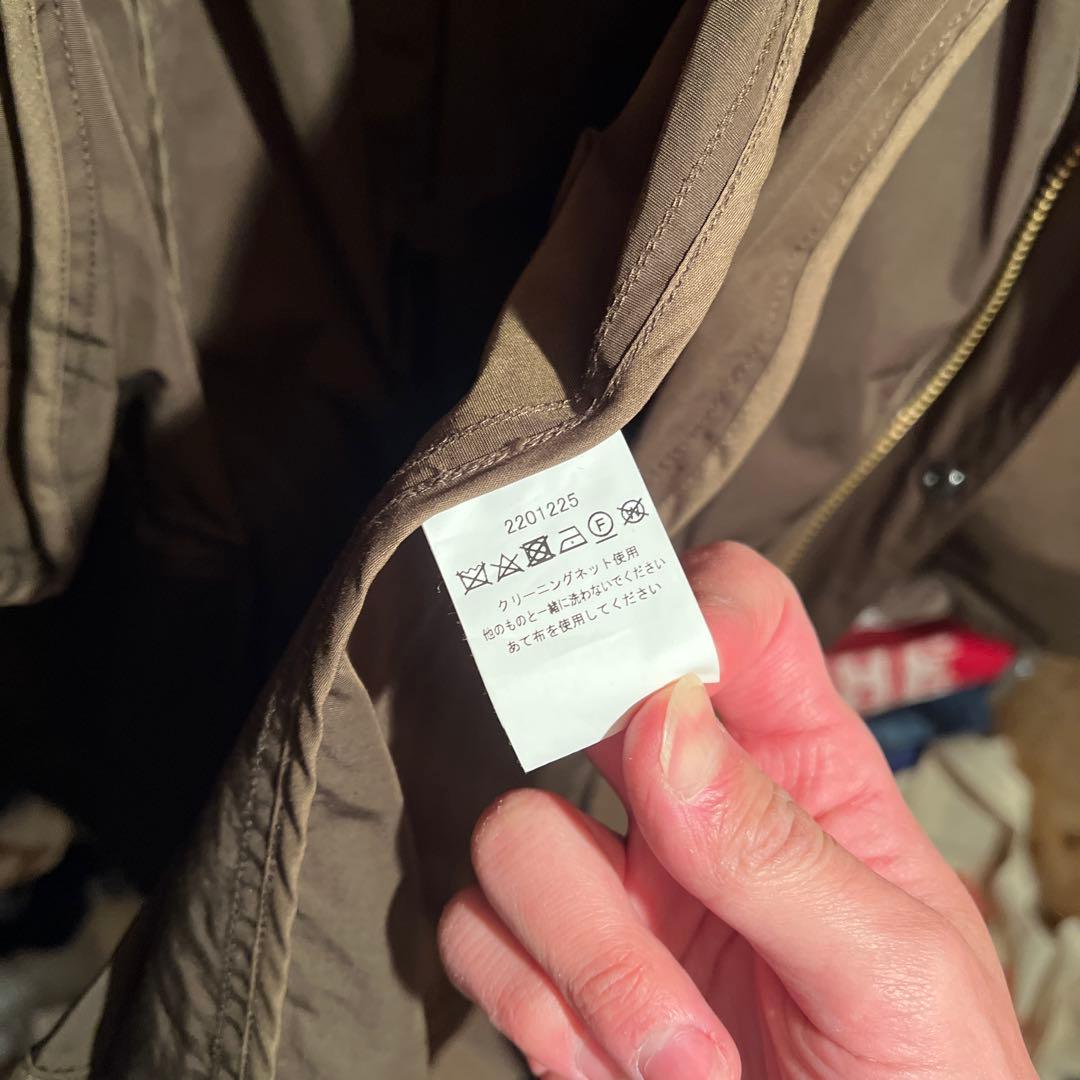 2201225
F W
クリーニングネット使用
他のものと一緒に洗わないでください
あて布を使用してください
HE